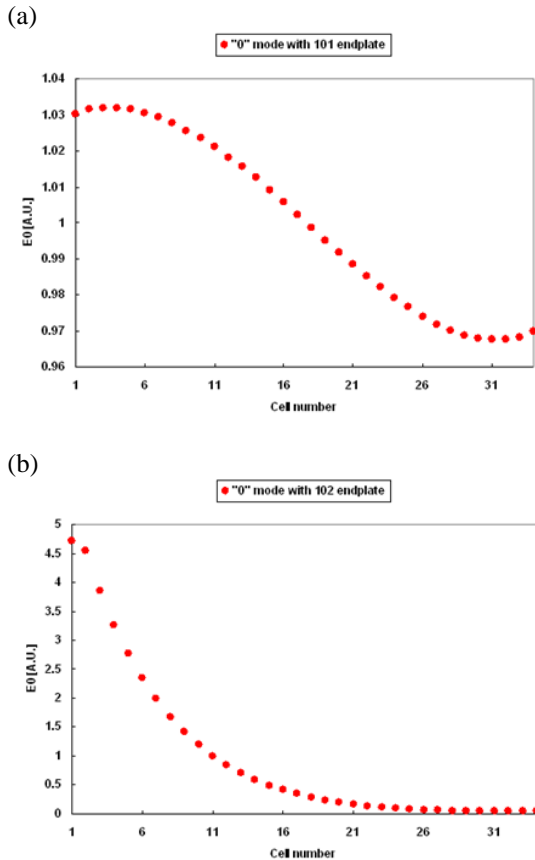 (a)
"0" mode with 101 endplate
1.04
1.03
1.02
1.01
1
0.99
0.98
0.97
0.96
E0[A.U.]
1 6 11 16 21 26 31
Cell number
(b)
"0" mode with 102 endplate
5
4.5
4
3.5
3
2.5
2
1.5
1
0.5
0
E0[A.U.]
1 6 11 16 21 26 31
Cell number